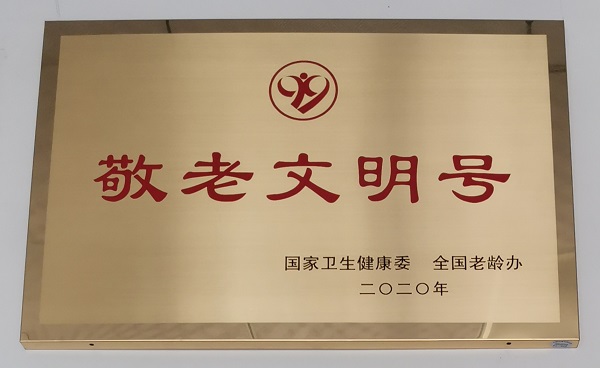 敬老文明号
国家卫生健康委 全国老龄办
二〇二〇年